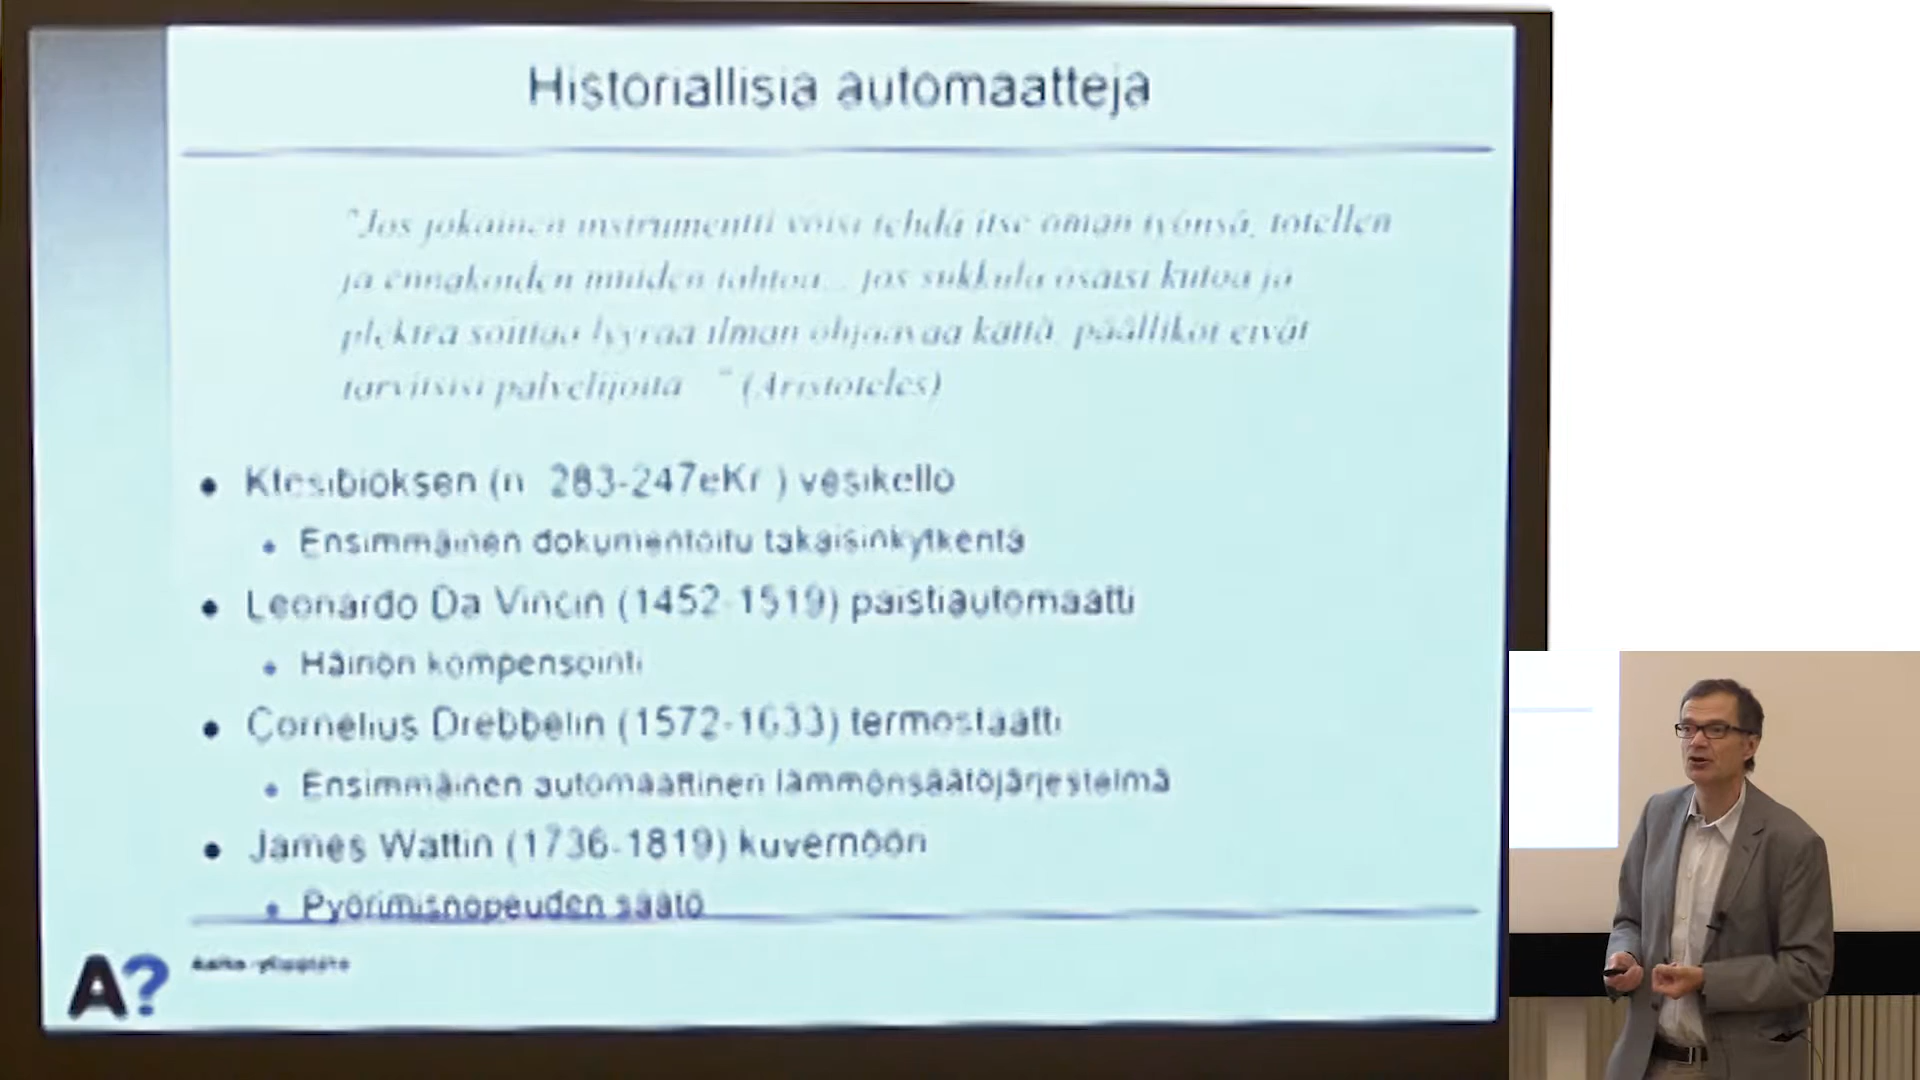 Historiallisia automaatteja
"Jos jokainen instrumentti voisi tehdä itse oman työnsä, totellen
ja ennakoiden muiden tahtoa... jos sukkula osaisi kutoa ja
plektra soittaa lyyraa ilman ohjaavaa kättä, päälliköt eivät
tarvitsisi palvelijoita " (Aristoteles)
• Ktesibioksen (n. 283-247eKr.) vesikello
• Ensimmäinen dokumentoitu takaisinkytkentä
• Leonardo Da Vincin (1452-1519) paistiautomaatti
• Häiriön kompensointi
• Cornelius Drebbelin (1572-1633) termostaatti
• Ensimmäinen automaattinen lämmönsäätöjärjestelmä
• James Wattin (1736-1819) kuvernööri
• Pyörimisnopeuden säätö
A? Aalto-yliopisto